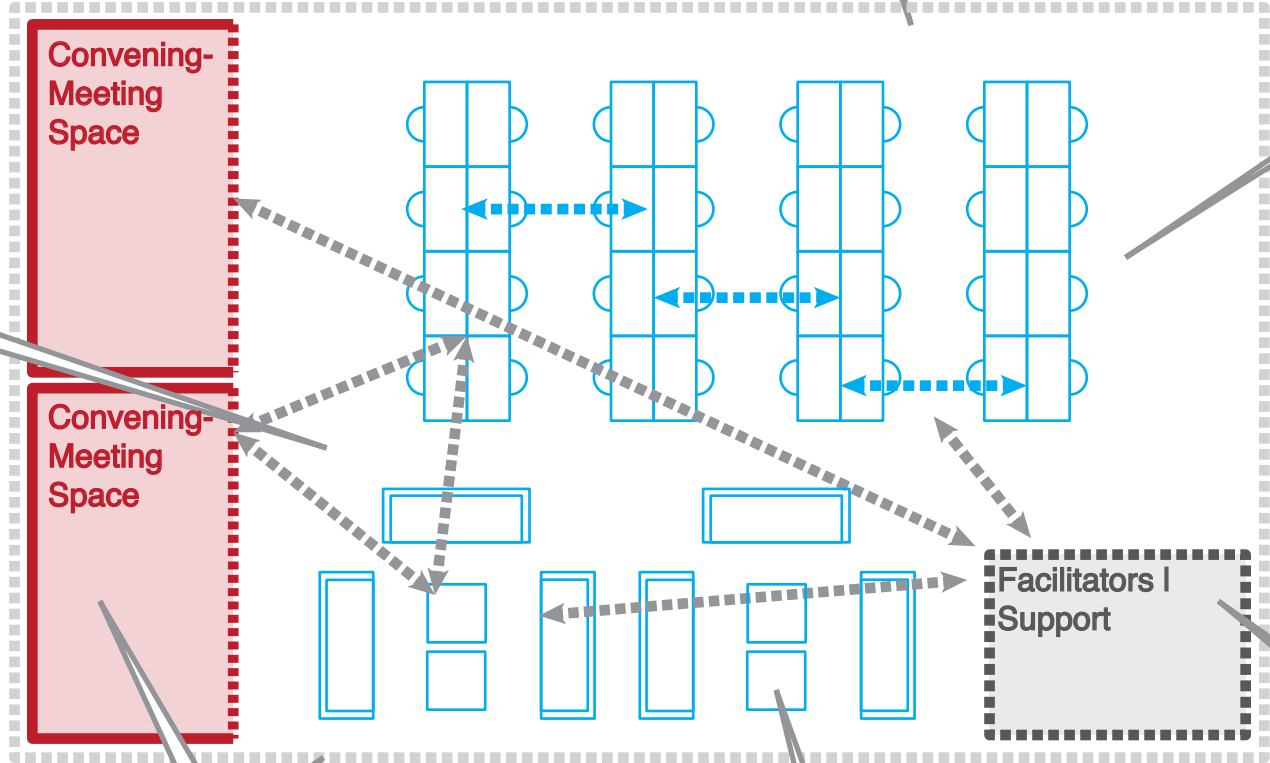 Convening-
Meeting
Space
Convening-
Meeting
Space
Facilitators |
Support